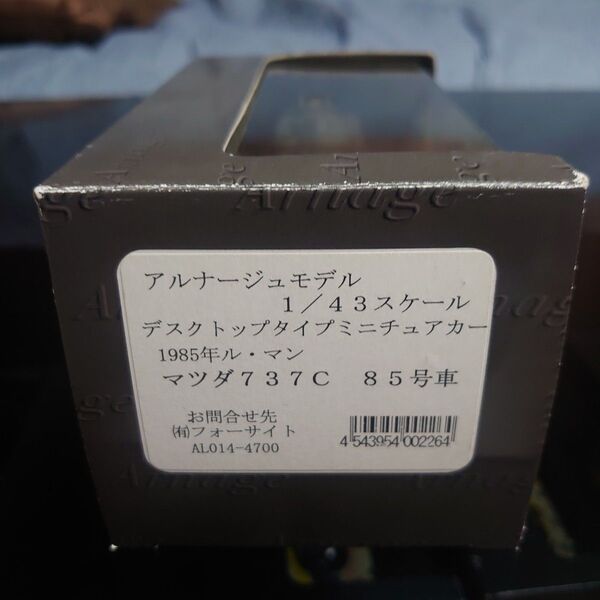 Arnage
アルナージュモデル
１／４３スケール
デスクトップタイプミニチュアカー
1985年ル・マン
マツダ７３７Ｃ　８５号車
お問合せ先
㈲フォーサイト
AL014-4700
4 543954 002264